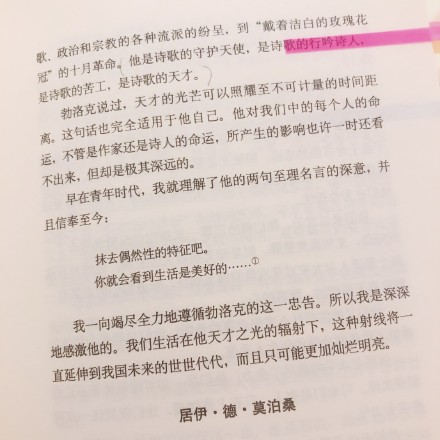 歌、政治和宗教的各种流派的纷呈，到“戴着洁白的玫瑰花
冠”的十月革命。他是诗歌的守护天使，是诗歌的行吟诗人，
是诗歌的苦工，是诗歌的天才。
勃洛克说过，天才的光芒可以照耀至不可计量的时间距
离。这句话也完全适用于他自己。他对我们中的每个人的命
运，不管是作家还是诗人的命运，所产生的影响也许一时还看
不出来，但却是极其深远的。
早在青年时代，我就理解了他的两句至理名言的深意，并
且信奉至今：
抹去偶然性的特征吧。
你就会看到生活是美好的……①
我一向竭尽全力地遵循勃洛克的这一忠告。所以我是深深
地感激他的。我们生活在他天才之光的辐射下，这种射线将一
直延伸到我国未来的世世代代，而且只可能更加灿烂明亮。
居伊·德·莫泊桑